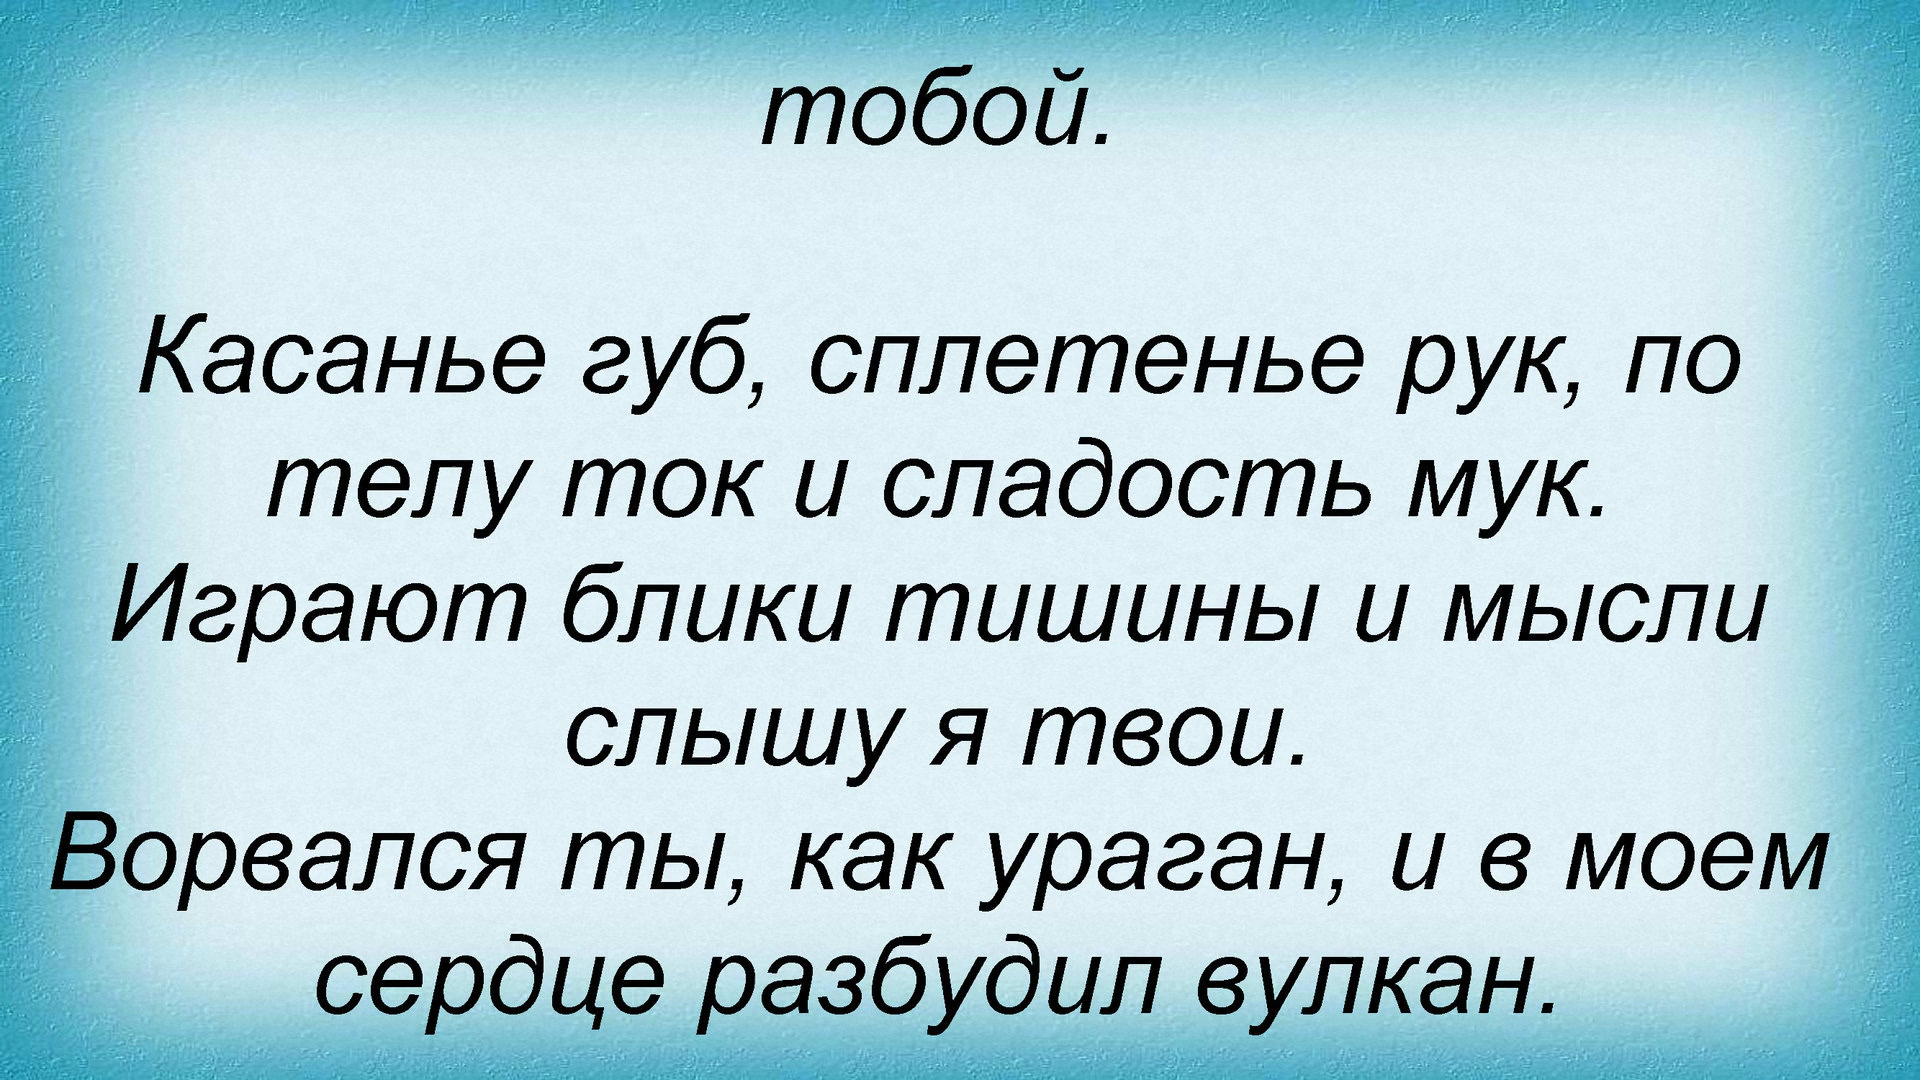 тобой.
Касанье губ, сплетенье рук, по
телу ток и сладость мук.
Играют блики тишины и мысли
слышу я твои.
Ворвался ты, как ураган, и в моем
сердце разбудил вулкан.